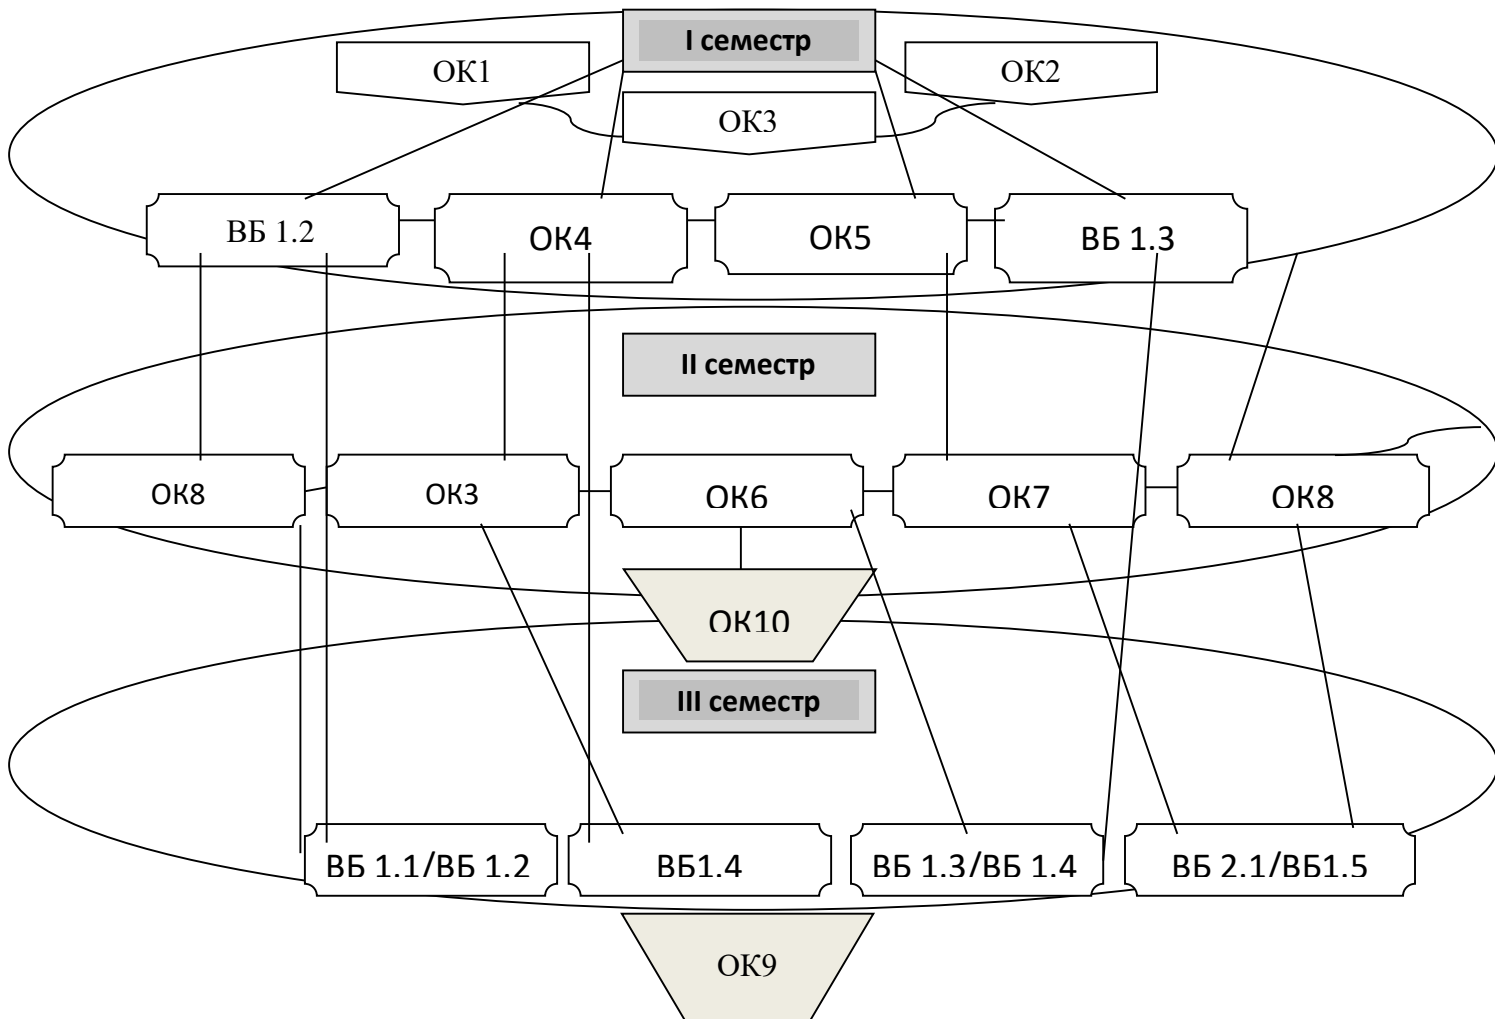 I семестр
ОК1
ОК2
ОК3
ВБ 1.2
ОК4
ОК5
ВБ 1.3
II семестр
ОК8
ОК3
ОК6
ОК7
ОК8
ОК10
III семестр
ВБ 1.1/ВБ 1.2
ВБ1.4
ВБ 1.3/ВБ 1.4
ВБ 2.1/ВБ1.5
ОК9